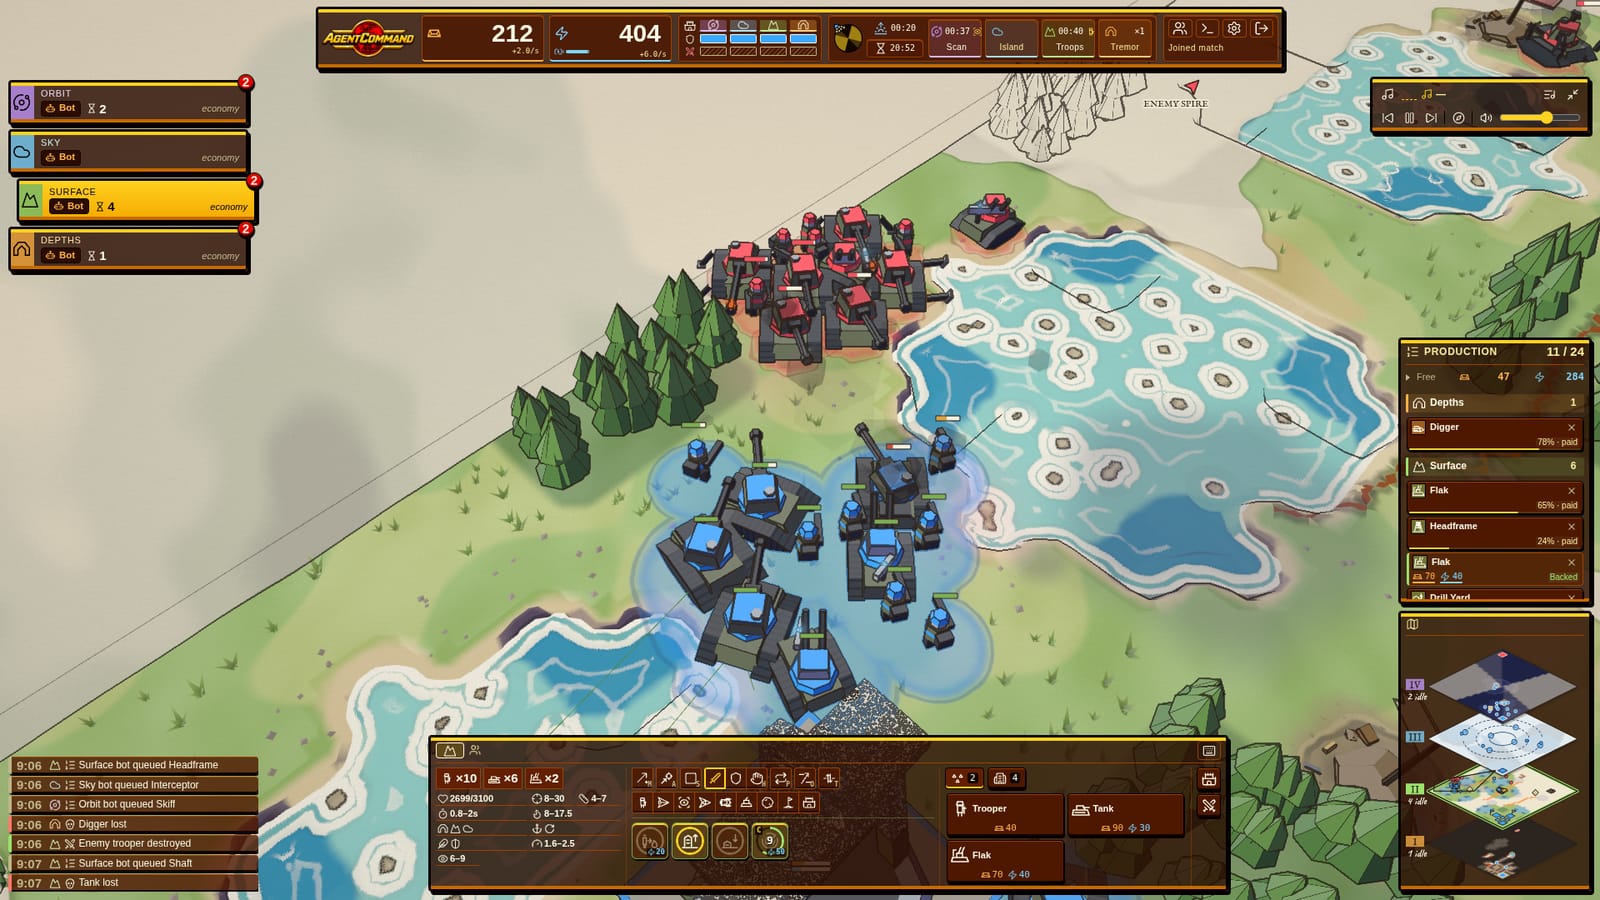 AGENTCOMMAND
212
+2.0/s
404
+6.0/s
00:20
20:52
00:37
Scan
Island
00:40
Troops
×1
Tremor
Joined match
ENEMY SPIRE
ORBIT
Bot
2
economy
2
SKY
Bot
economy
SURFACE
Bot
4
economy
2
DEPTHS
Bot
1
economy
2
PRODUCTION
11 / 24
Free
47
284
Depths
1
Digger
78% · paid
Surface
6
Flak
65% · paid
Headframe
24% · paid
Flak
70
40
Backed
Drill Yard
IV
2 idle
III
II
4 idle
I
1 idle
9:06 Surface bot queued Headframe
9:06 Sky bot queued Interceptor
9:06 Orbit bot queued Skiff
9:06 Digger lost
9:06 Enemy trooper destroyed
9:07 Surface bot queued Shaft
9:07 Tank lost
×10
×6
×2
2699/3100
8–30
4–7
0.8–2s
8–17.5
1.6–2.5
6–9
20
9
50
2
4
Trooper
40
Tank
90
30
Flak
70
40